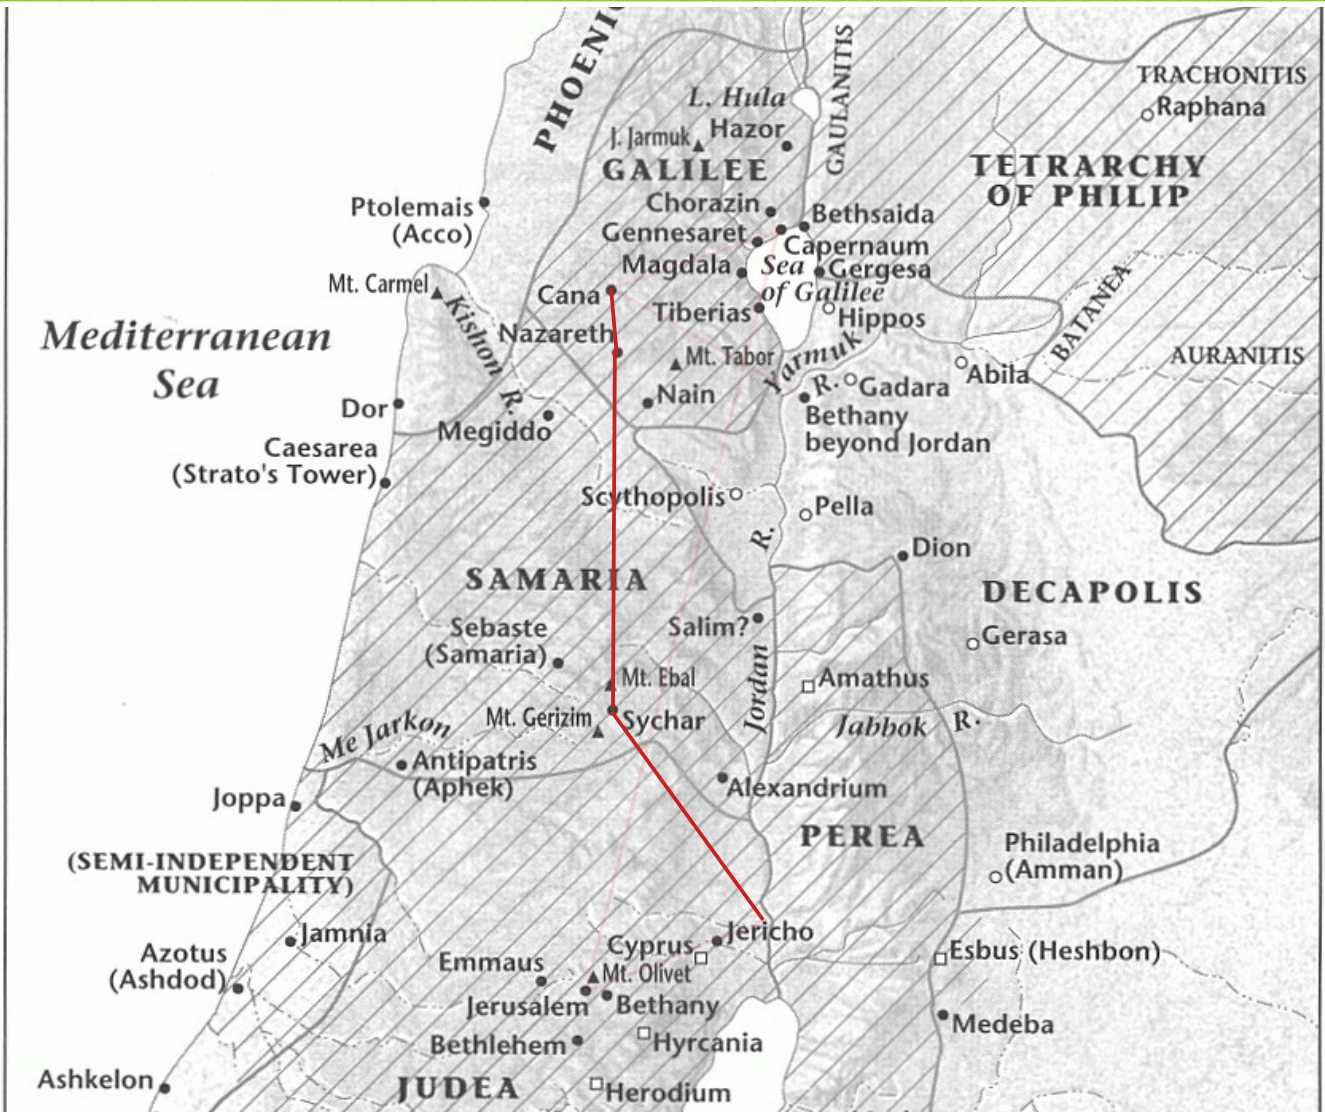 PHOENIC
TRACHONITIS
Raphana
GAULANITIS
L. Hula
J. Jarmuk
Hazor
GALILEE
TETRARCHY
OF PHILIP
Ptolemais
(Acco)
Chorazin
Bethsaida
Gennesaret
Capernaum
Magdala
Sea
of Galilee
Gergesa
Mt. Carmel
Cana
Tiberias
Hippos
BATANEA
Kishon R.
Mediterranean
Sea
Nazareth
Mt. Tabor
Yarmuk R.
AURANITIS
Abila
Gadara
Nain
Dor
Megiddo
Bethany
beyond Jordan
Caesarea
(Strato's Tower)
Scythopolis
Pella
Dion
SAMARIA
DECAPOLIS
Sebaste
(Samaria)
Salim?
Gerasa
Mt. Ebal
Jordan R.
Amathus
Mt. Gerizim
Sychar
Jabbok R.
Me Jarkon
Antipatris
(Aphek)
Alexandrium
Joppa
PEREA
(SEMI-INDEPENDENT
MUNICIPALITY)
Philadelphia
(Amman)
Jamnia
Jericho
Azotus
(Ashdod)
Emmaus
Cyprus
Esbus (Heshbon)
Mt. Olivet
Jerusalem
Bethany
Medeba
Bethlehem
Hyrcania
Ashkelon
JUDEA
Herodium